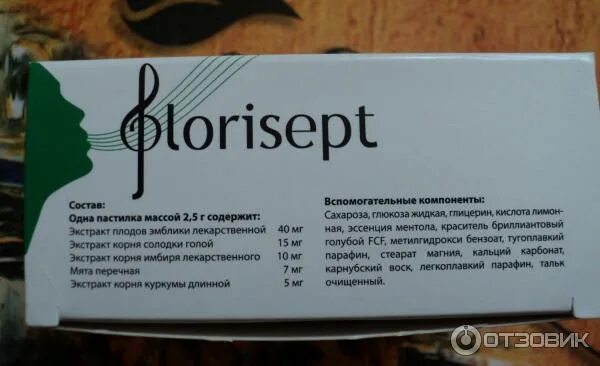 Florisept
Состав:
Одна пастилка массой 2,5 г содержит:
Экстракт плодов эмблики лекарственной 40 мг
Экстракт корня солодки голой 15 мг
Экстракт корня имбиря лекарственного 10 мг
Мята перечная 7 мг
Экстракт корня куркумы длинной 5 мг
Вспомогательные компоненты:
Сахароза, глюкоза жидкая, глицерин, кислота лимон-
ная, эссенция ментола, краситель бриллиантовый
голубой FCF, метилгидрокси бензоат, тугоплавкий
парафин, стеарат магния, кальций карбонат,
карнубский воск, легкоплавкий парафин, тальк
очищенный.
ОТЗОВИК